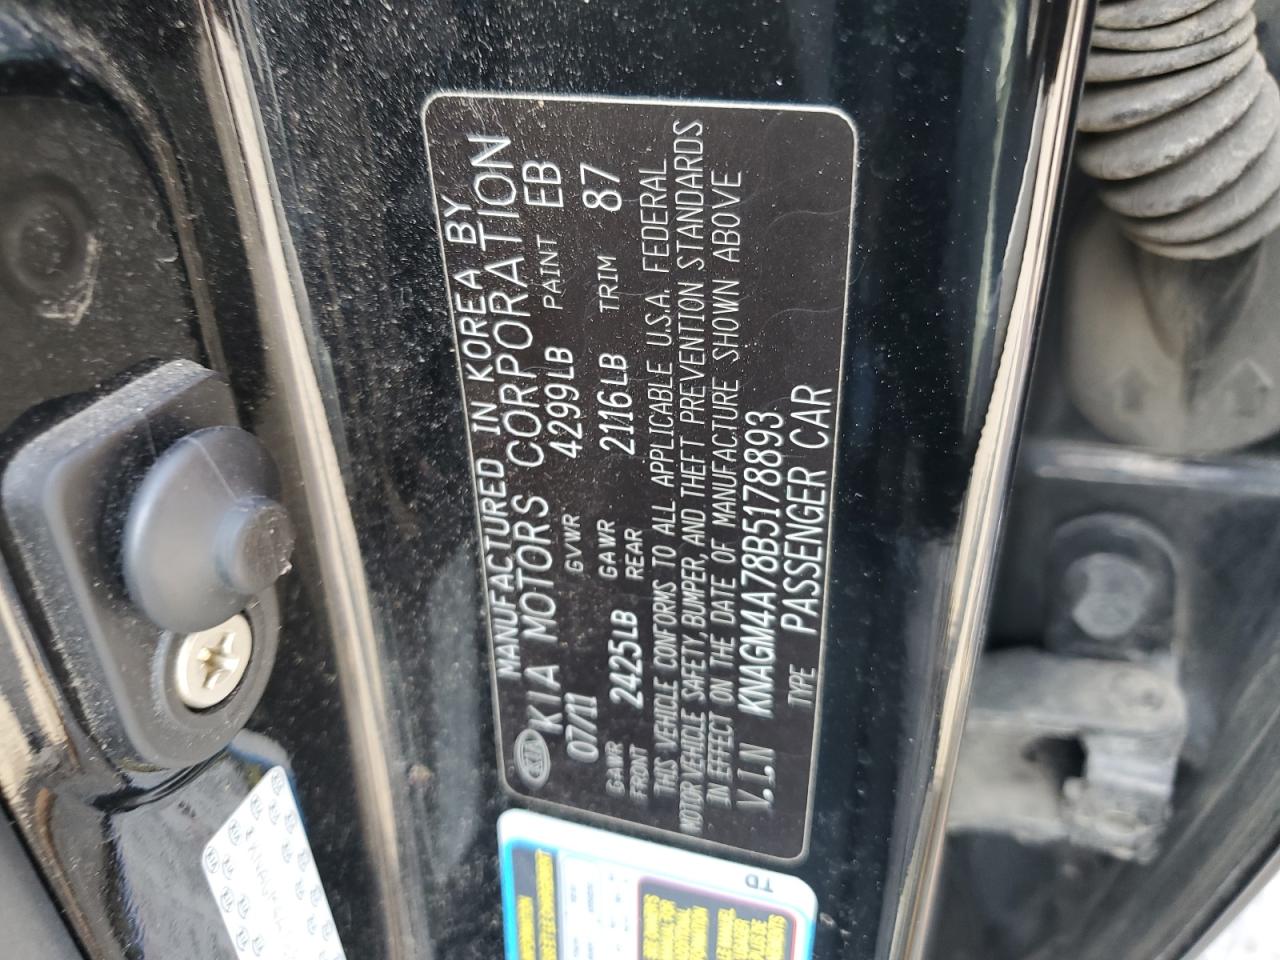 MANUFACTURED IN KOREA BY
KIA KIA MOTORS CORPORATION
07/11 GVWR 4299LB PAINT EB
GAWR FRONT 2425LB GAWR REAR 2116LB TRIM 87
THIS VEHICLE CONFORMS TO ALL APPLICABLE U.S.A. FEDERAL
MOTOR VEHICLE SAFETY, BUMPER, AND THEFT PREVENTION STANDARDS
IN EFFECT ON THE DATE OF MANUFACTURE SHOWN ABOVE
V.I.N KNAGM4A78B5178893
TYPE PASSENGER CAR
TD